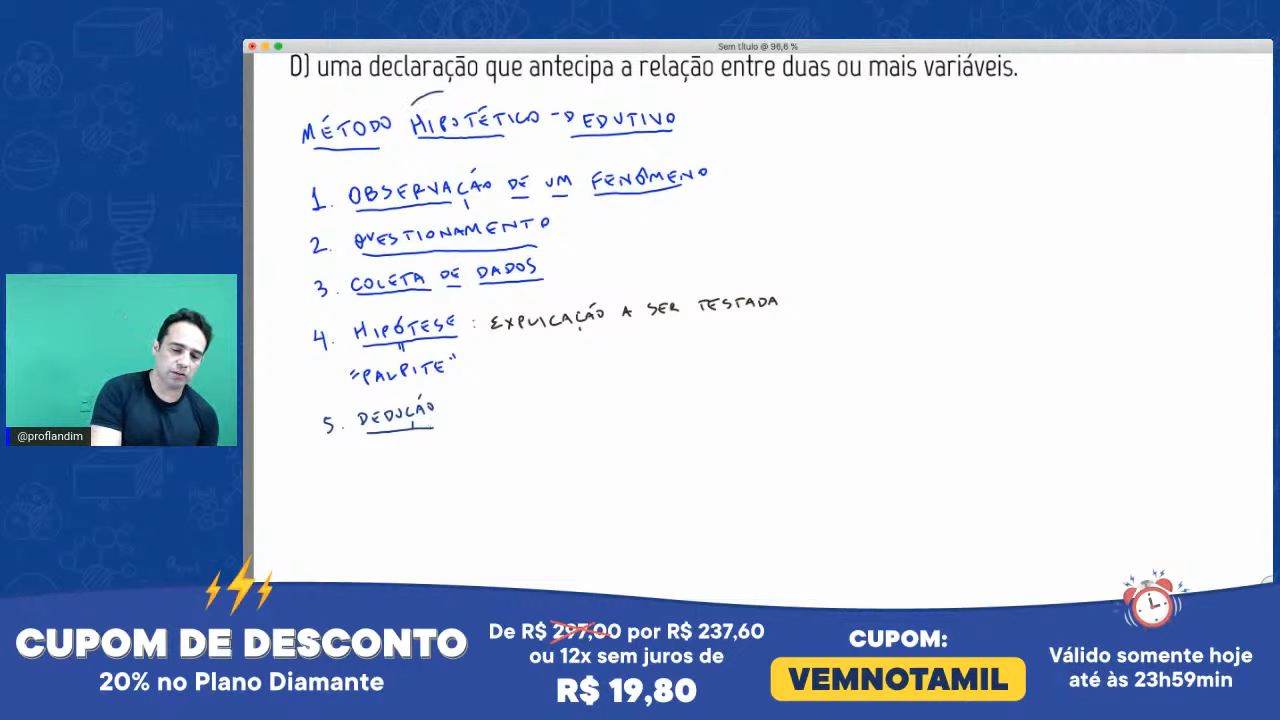 Sem título @ 96,6 %
D) uma declaração que antecipa a relação entre duas ou mais variáveis.
MÉTODO HIPOTÉTICO - DEDUTIVO
1. OBSERVAÇÃO DE UM FENÔMENO
2. QUESTIONAMENTO
3. COLETA DE DADOS
4. HIPÓTESE : EXPLICAÇÃO A SER TESTADA
"PALPITE"
5. DEDUÇÃO
@proflandim
CUPOM DE DESCONTO
20% no Plano Diamante
De R$ 297,00 por R$ 237,60
ou 12x sem juros de
R$ 19,80
CUPOM:
VEMNOTAMIL
Válido somente hoje
até às 23h59min